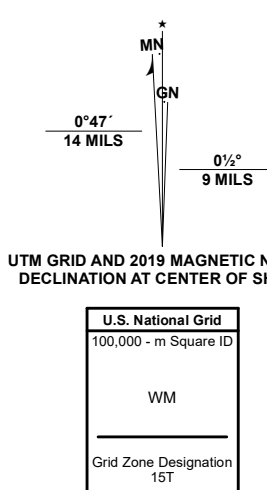 MN
GN
0°47´
14 MILS
0½°
9 MILS
UTM GRID AND 2019 MAGNETIC
DECLINATION AT CENTER OF
U.S. National Grid
100,000 - m Square ID
WM
Grid Zone Designation
15T